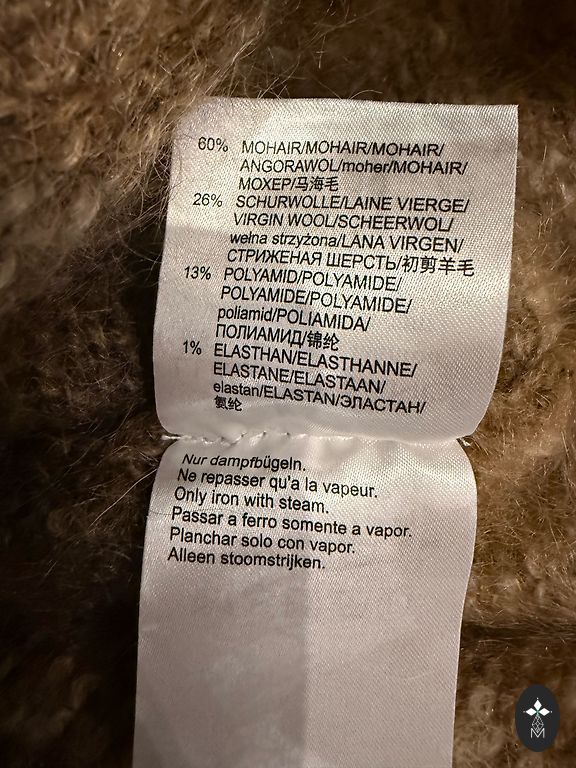 60% MOHAIR/MOHAIR/MOHAIR/
ANGORAWOL/moher/MOHAIR/
МОХЕР/马海毛
26% SCHURWOLLE/LAINE VIERGE/
VIRGIN WOOL/SCHEERWOL/
wełna strzyżona/LANA VIRGEN/
СТРИЖЕНАЯ ШЕРСТЬ/初剪羊毛
13% POLYAMID/POLYAMIDE/
POLYAMIDE/POLYAMIDE/
poliamid/POLIAMIDA/
ПОЛИАМИД/锦纶
1% ELASTHAN/ELASTHANNE/
ELASTANE/ELASTAAN/
elastan/ELASTAN/ЭЛАСТАН/
氨纶
Nur dampfbügeln.
Ne repasser qu'a la vapeur.
Only iron with steam.
Passar a ferro somente a vapor.
Planchar solo con vapor.
Alleen stoomstrijken.
M